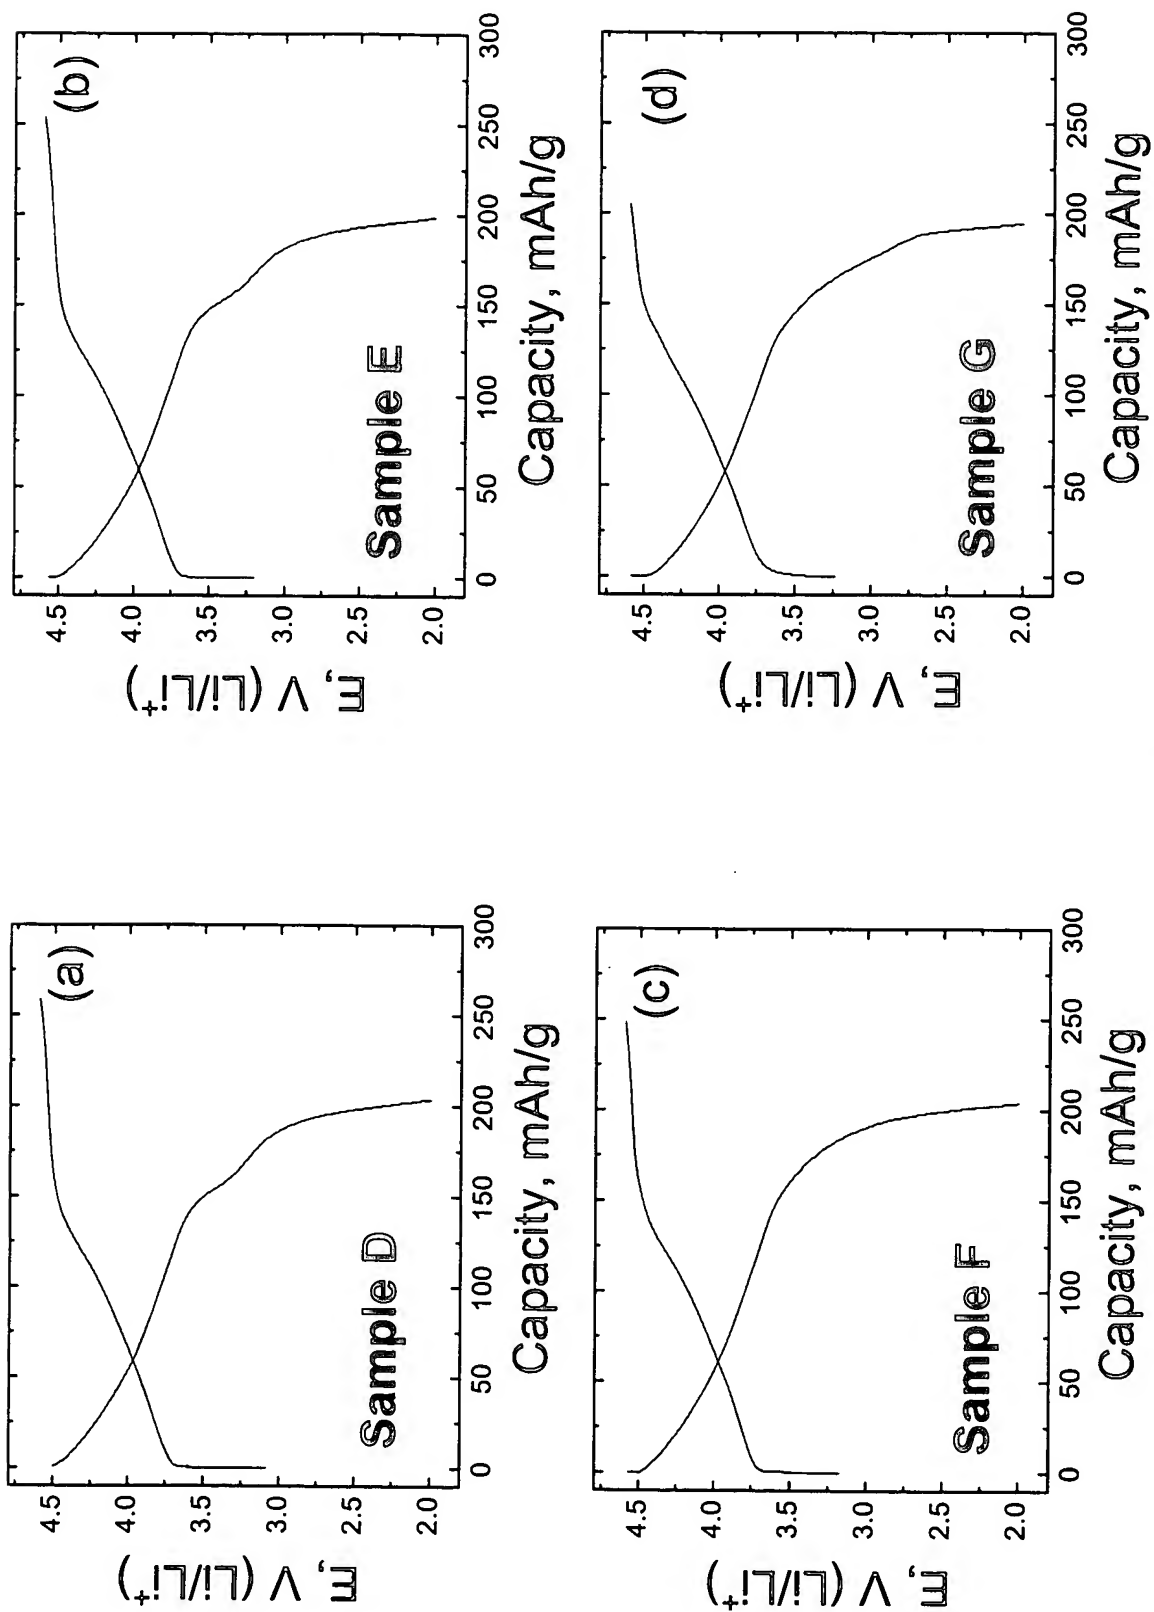 (a)
4.5
4.0
3.5
3.0
2.5
2.0
E, V (Li/Li⁺)
Sample D
0 50 100 150 200 250 300
Capacity, mAh/g
(b)
4.5
4.0
3.5
3.0
2.5
2.0
E, V (Li/Li⁺)
Sample E
0 50 100 150 200 250 300
Capacity, mAh/g
(c)
4.5
4.0
3.5
3.0
2.5
2.0
E, V (Li/Li⁺)
Sample F
0 50 100 150 200 250 300
Capacity, mAh/g
(d)
4.5
4.0
3.5
3.0
2.5
2.0
E, V (Li/Li⁺)
Sample G
0 50 100 150 200 250 300
Capacity, mAh/g